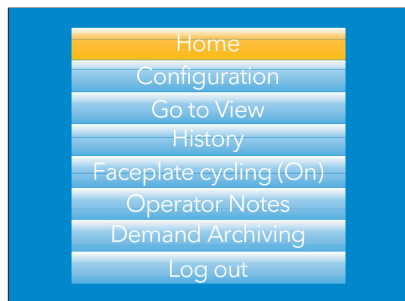 Home
Configuration
Go to View
History
Faceplate cycling (On)
Operator Notes
Demand Archiving
Log out